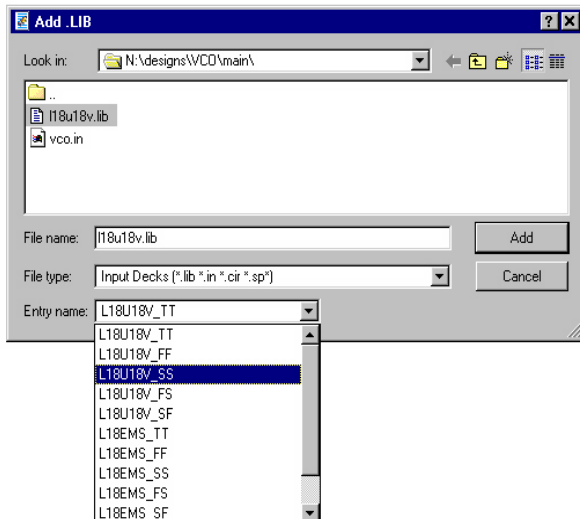 Add .LIB
Look in: N:\designs\VCO\main\
..
l18u18v.lib
vco.in
File name: l18u18v.lib Add
File type: Input Decks (*.lib *.in *.cir *.sp*) Cancel
Entry name: L18U18V_TT
L18U18V_TT
L18U18V_FF
L18U18V_SS
L18U18V_FS
L18U18V_SF
L18EMS_TT
L18EMS_FF
L18EMS_SS
L18EMS_FS
L18EMS_SF